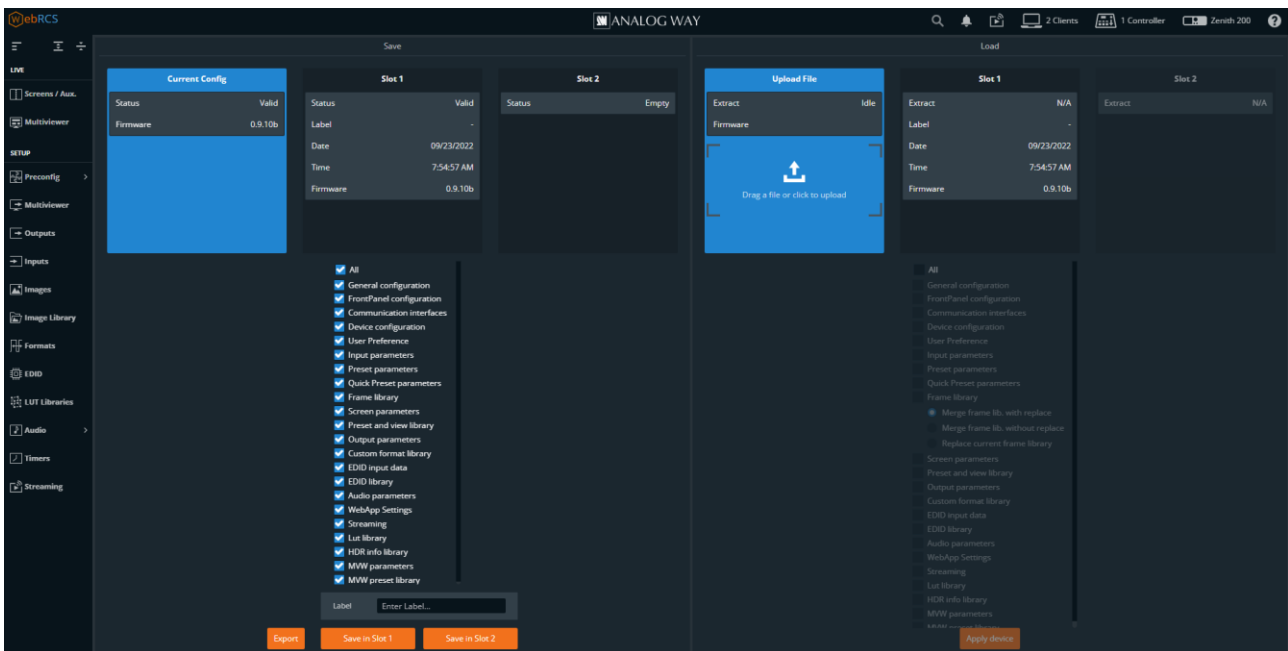 WebRCS
ANALOG WAY
2 Clients
1 Controller
Zenith 200
?
LIVE
Screens / Aux.
Multiviewer
SETUP
Preconfig >
Multiviewer
Outputs
Inputs
Images
Image Library
Formats
EDID
LUT Libraries
Audio >
Timers
Streaming
Save
Current Config
Status Valid
Firmware 0.9.10b
Slot 1
Status Valid
Label -
Date 09/23/2022
Time 7:54:57 AM
Firmware 0.9.10b
Slot 2
Status Empty
All
General configuration
FrontPanel configuration
Communication interfaces
Device configuration
User Preference
Input parameters
Preset parameters
Quick Preset parameters
Frame library
Screen parameters
Preset and view library
Output parameters
Custom format library
EDID input data
EDID library
Audio parameters
WebApp Settings
Streaming
Lut library
HDR info library
MVW parameters
MVW preset library
Label Enter Label...
Export
Save in Slot 1
Save in Slot 2
Load
Upload File
Extract Idle
Firmware
Drag a file or click to upload
Slot 1
Extract N/A
Label -
Date 09/23/2022
Time 7:54:57 AM
Firmware 0.9.10b
Slot 2
Extract N/A
All
General configuration
FrontPanel configuration
Communication interfaces
Device configuration
User Preference
Input parameters
Preset parameters
Quick Preset parameters
Frame library
Merge frame lib. with replace
Merge frame lib. without replace
Replace current frame library
Screen parameters
Preset and view library
Output parameters
Custom format library
EDID input data
EDID library
Audio parameters
WebApp Settings
Streaming
Lut library
HDR info library
MVW parameters
MVW preset library
Apply device